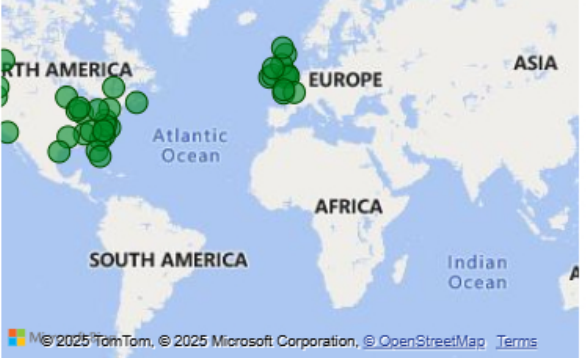 RTH AMERICA
EUROPE
ASIA
Atlantic
Ocean
AFRICA
SOUTH AMERICA
Indian
Ocean
A
© 2025 TomTom, © 2025 Microsoft Corporation, © OpenStreetMap Terms